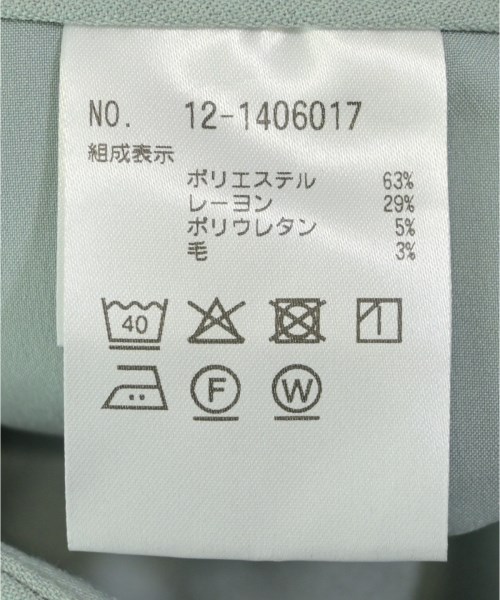 NO. 12-1406017
組成表示
ポリエステル 63%
レーヨン 29%
ポリウレタン 5%
毛 3%
40
F W